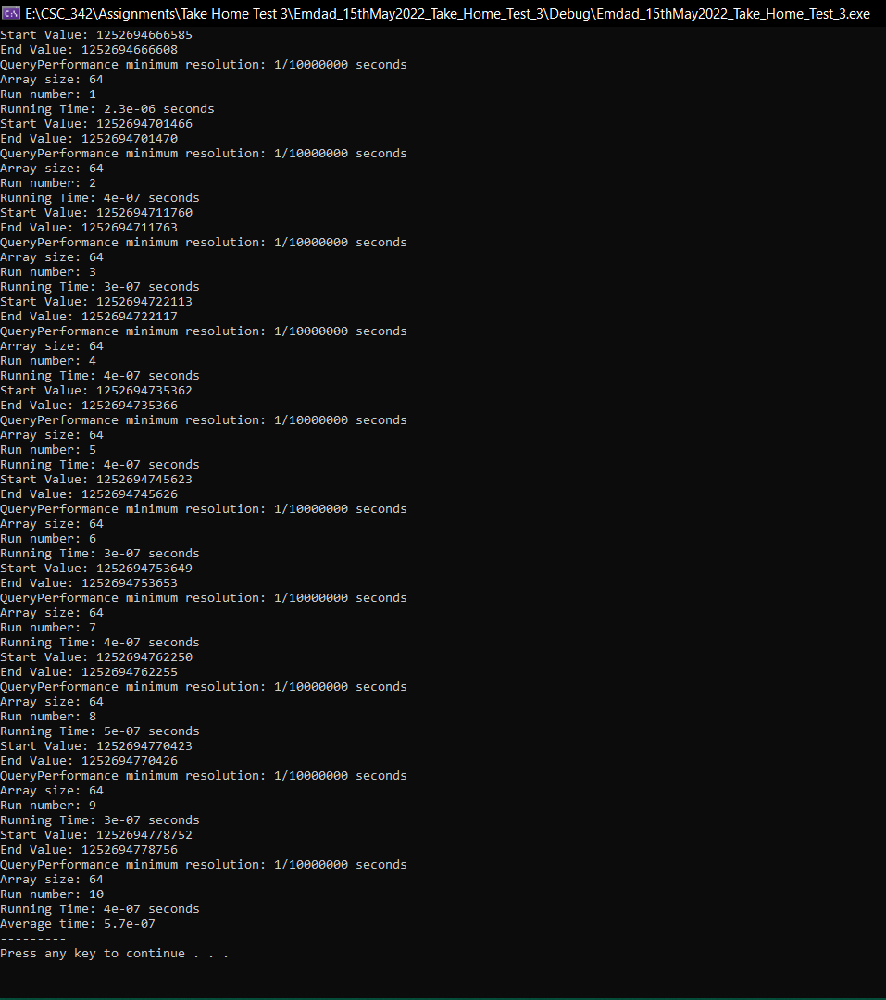 E:\CSC_342\Assignments\Take Home Test 3\Emdad_15thMay2022_Take_Home_Test_3\Debug\Emdad_15thMay2022_Take_Home_Test_3.exe
Start Value: 1252694666585
End Value: 1252694666608
QueryPerformance minimum resolution: 1/10000000 seconds
Array size: 64
Run number: 1
Running Time: 2.3e-06 seconds
Start Value: 1252694701466
End Value: 1252694701470
QueryPerformance minimum resolution: 1/10000000 seconds
Array size: 64
Run number: 2
Running Time: 4e-07 seconds
Start Value: 1252694711760
End Value: 1252694711763
QueryPerformance minimum resolution: 1/10000000 seconds
Array size: 64
Run number: 3
Running Time: 3e-07 seconds
Start Value: 1252694722113
End Value: 1252694722117
QueryPerformance minimum resolution: 1/10000000 seconds
Array size: 64
Run number: 4
Running Time: 4e-07 seconds
Start Value: 1252694735362
End Value: 1252694735366
QueryPerformance minimum resolution: 1/10000000 seconds
Array size: 64
Run number: 5
Running Time: 4e-07 seconds
Start Value: 1252694745623
End Value: 1252694745626
QueryPerformance minimum resolution: 1/10000000 seconds
Array size: 64
Run number: 6
Running Time: 3e-07 seconds
Start Value: 1252694753649
End Value: 1252694753653
QueryPerformance minimum resolution: 1/10000000 seconds
Array size: 64
Run number: 7
Running Time: 4e-07 seconds
Start Value: 1252694762250
End Value: 1252694762255
QueryPerformance minimum resolution: 1/10000000 seconds
Array size: 64
Run number: 8
Running Time: 5e-07 seconds
Start Value: 1252694770423
End Value: 1252694770426
QueryPerformance minimum resolution: 1/10000000 seconds
Array size: 64
Run number: 9
Running Time: 3e-07 seconds
Start Value: 1252694778752
End Value: 1252694778756
QueryPerformance minimum resolution: 1/10000000 seconds
Array size: 64
Run number: 10
Running Time: 4e-07 seconds
Average time: 5.7e-07
---------
Press any key to continue . . .